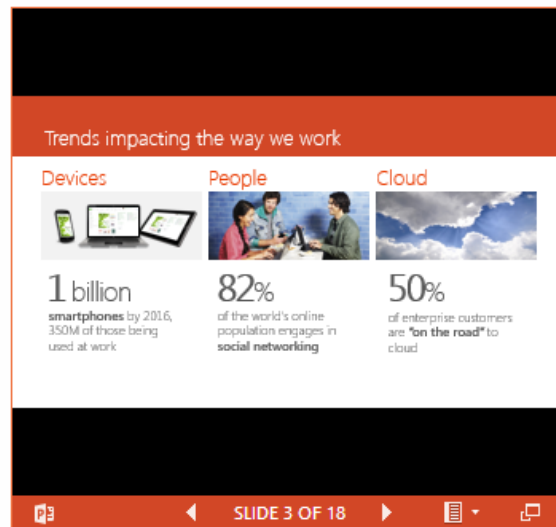 Trends impacting the way we work
Devices
People
Cloud
1 billion
smartphones by 2016,
350M of those being
used at work
82%
of the world's online
population engages in
social networking
50%
of enterprise customers
are "on the road" to
cloud
P
SLIDE 3 OF 18